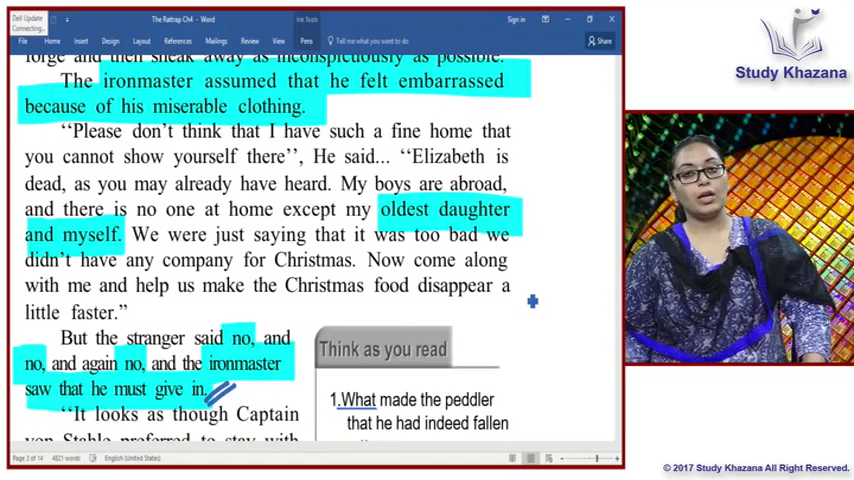 Dell Update
Connecting...
The Rattrap Ch4 - Word
Ink Tools
Sign in
File Home Insert Design Layout References Mailings Review View Pens Tell me what you want to do Share
forge and then sneak away as inconspicuously as possible.
The ironmaster assumed that he felt embarrassed
because of his miserable clothing.
‘‘Please don’t think that I have such a fine home that
you cannot show yourself there’’, He said... ‘‘Elizabeth is
dead, as you may already have heard. My boys are abroad,
and there is no one at home except my oldest daughter
and myself. We were just saying that it was too bad we
didn’t have any company for Christmas. Now come along
with me and help us make the Christmas food disappear a
little faster.”
But the stranger said no, and
no, and again no, and the ironmaster
saw that he must give in.
‘‘It looks as though Captain
von Stahle preferred to stay with
Think as you read
1.What made the peddler
that he had indeed fallen
Page 3 of 14 4821 words English (United States)
Study Khazana
© 2017 Study Khazana All Right Reserved.